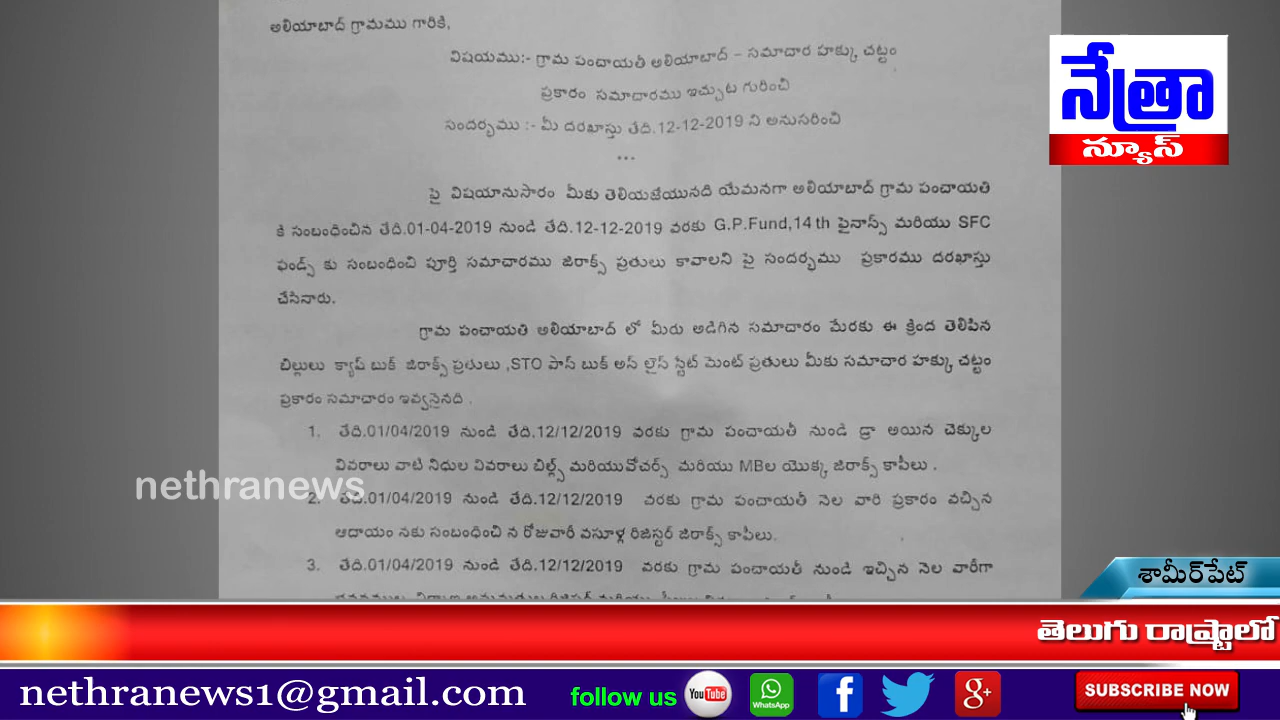 అలియాబాద్ గ్రామము గారికి,
విషయము:- గ్రామ పంచాయతీ అలియాబాద్ – సమాచార హక్కు చట్టం
ప్రకారం సమాచారము ఇచ్చుట గురించి
సందర్భము :- మీ దరఖాస్తు తేది.12-12-2019 ని అనుసరించి
***
పై విషయానుసారం మీకు తెలియజేయునది యేమనగా అలియాబాద్ గ్రామ పంచాయతి
కి సంబంధించిన తేది.01-04-2019 నుండి తేది.12-12-2019 వరకు G.P.Fund,14 th ఫైనాన్స్ మరియు SFC
ఫండ్స్ కు సంబంధించి పూర్తి సమాచారము జిరాక్స్ ప్రతులు కావాలని పై సందర్భము ప్రకారము దరఖాస్తు
చేసినారు.
గ్రామ పంచాయతి అలియాబాద్ లో మీరు అడిగిన సమాచారం మేరకు ఈ క్రింద తెలిపిన
బిల్లులు క్యాష్ బుక్ జిరాక్స్ ప్రతులు ,STO పాస్ బుక్ అన్ లైన్ స్టేట్ మెంట్ ప్రతులు మీకు సమాచార హక్కు చట్టం
ప్రకారం సమాచారం ఇవ్వనైనది .
1. తేది.01/04/2019 నుండి తేది.12/12/2019 వరకు గ్రామ పంచాయతీ నుండి డ్రా అయిన చెక్కుల
వివరాలు వాటి నిధుల వివరాలు బిల్స్ మరియువోచర్స్ మరియు MBల యొక్క జిరాక్స్ కాపీలు .
2. తేది.01/04/2019 నుండి తేది.12/12/2019 వరకు గ్రామ పంచాయతీ నెల వారి ప్రకారం వచ్చిన
ఆదాయం నకు సంబంధించి న రోజువారీ వసూళ్ల రిజిస్టర్ జిరాక్స్ కాపీలు.
3. తేది.01/04/2019 నుండి తేది.12/12/2019 వరకు గ్రామ పంచాయతీ నుండి ఇచ్చిన నెల వారీగా
నేత్రా
న్యూస్
nethranews
శామీర్‌పేట్
తెలుగు రాష్ట్రాలో
nethranews1@gmail.com
follow us
You Tube
WhatsApp
SUBSCRIBE NOW